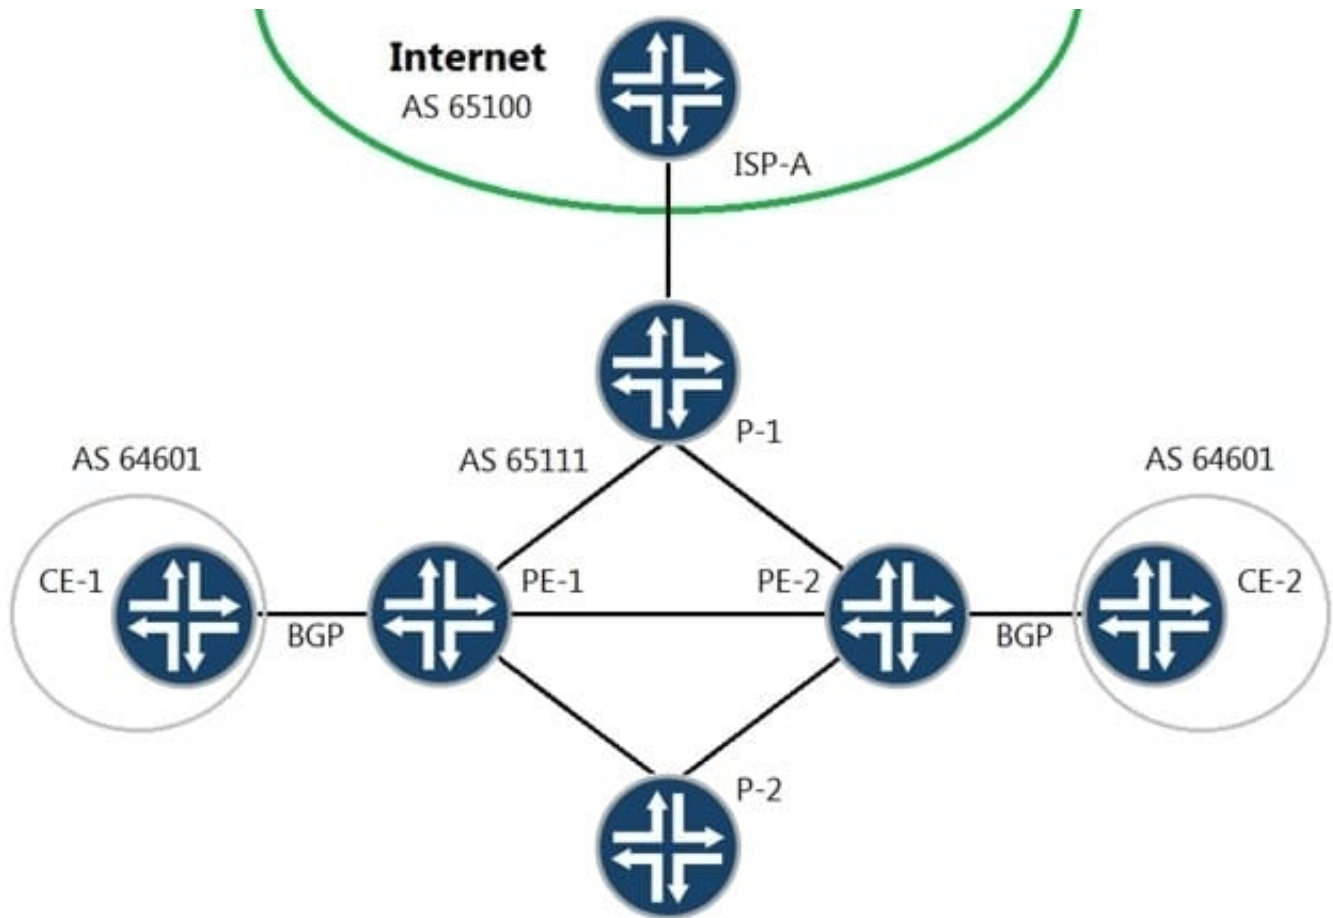 Internet
AS 65100
ISP-A
P-1
AS 64601
AS 65111
AS 64601
CE-1
PE-1
PE-2
CE-2
BGP
BGP
P-2